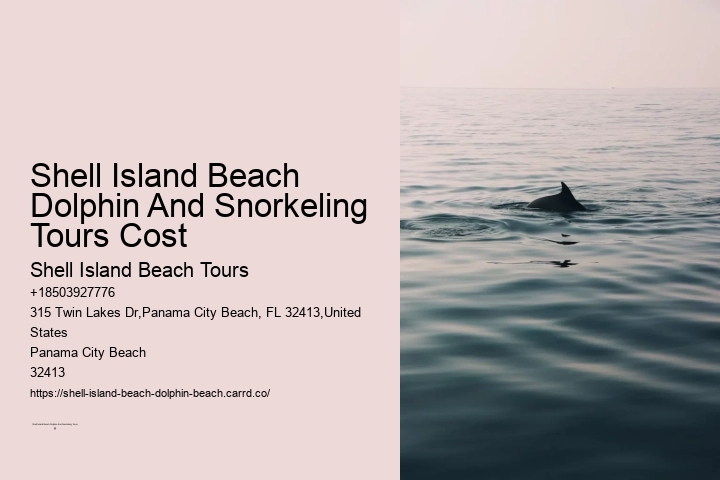 Shell Island Beach
Dolphin And Snorkeling
Tours Cost
Shell Island Beach Tours
+18503927776
315 Twin Lakes Dr,Panama City Beach, FL 32413,United
States
Panama City Beach
32413
https://shell-island-beach-dolphin-beach.carrd.co/